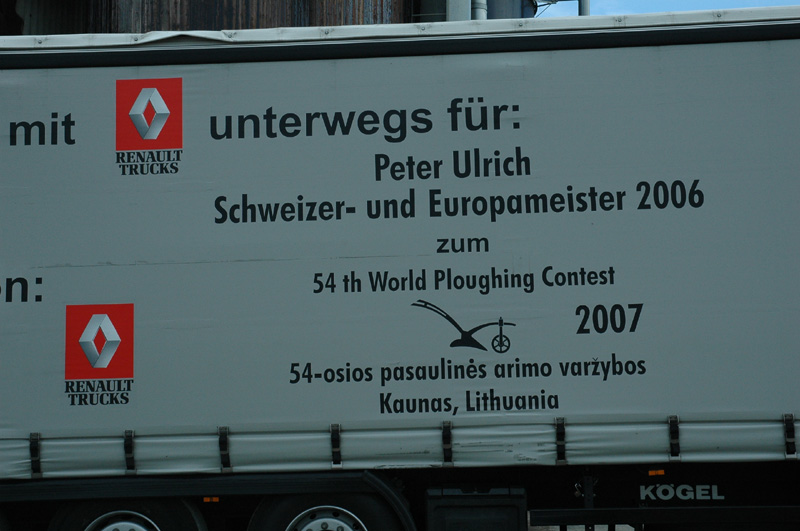 mit RENAULT TRUCKS unterwegs für:
Peter Ulrich
Schweizer- und Europameister 2006
zum
54 th World Ploughing Contest
n:
2007
RENAULT TRUCKS
54-osios pasaulinės arimo varžybos
Kaunas, Lithuania
KÖGEL